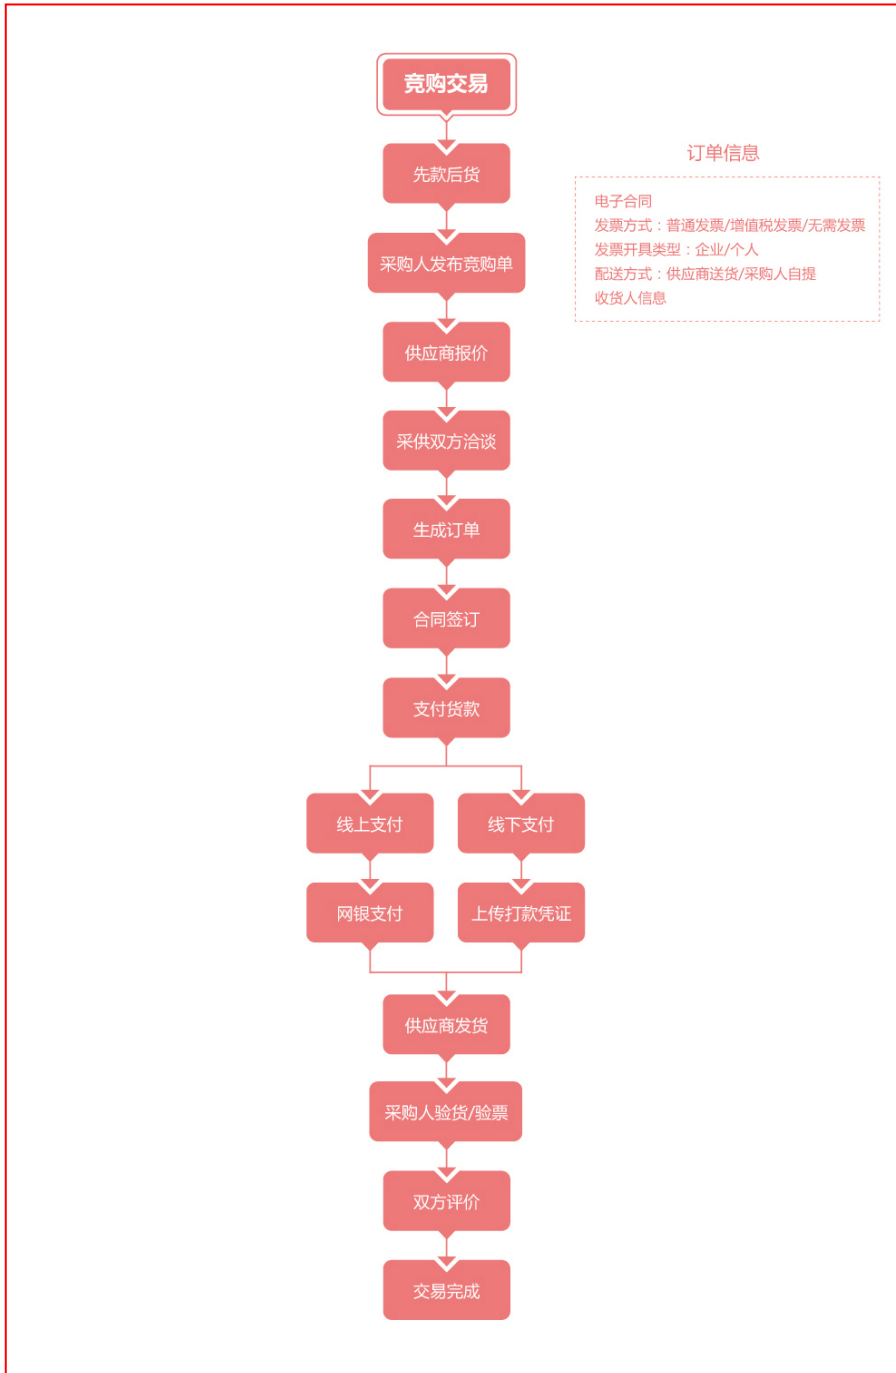 竞购交易
先款后货
采购人发布竞购单
供应商报价
采供双方洽谈
生成订单
合同签订
支付货款
线上支付
线下支付
网银支付
上传打款凭证
供应商发货
采购人验货/验票
双方评价
交易完成
订单信息
电子合同
发票方式：普通发票/增值税发票/无需发票
发票开具类型：企业/个人
配送方式：供应商送货/采购人自提
收货人信息